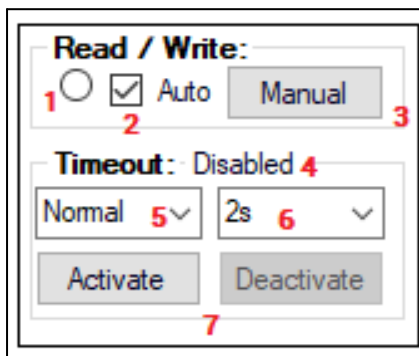 Read / Write:
1 Auto Manual
2 3
Timeout: Disabled 4
Normal 5 2s 6
Activate Deactivate
7